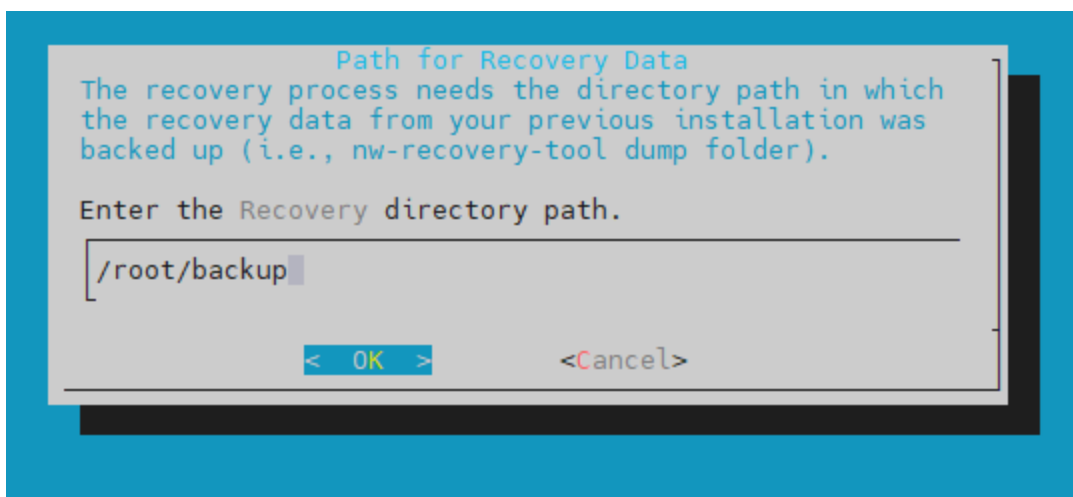 Path for Recovery Data
The recovery process needs the directory path in which
the recovery data from your previous installation was
backed up (i.e., nw-recovery-tool dump folder).
Enter the Recovery directory path.
/root/backup
< OK > <Cancel>